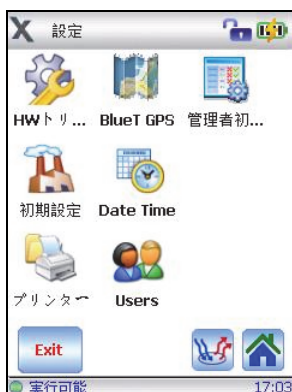 設定
HWトリ... BlueT GPS 管理者初...
初期設定 Date Time
プリンター Users
Exit
実行可能 17:03